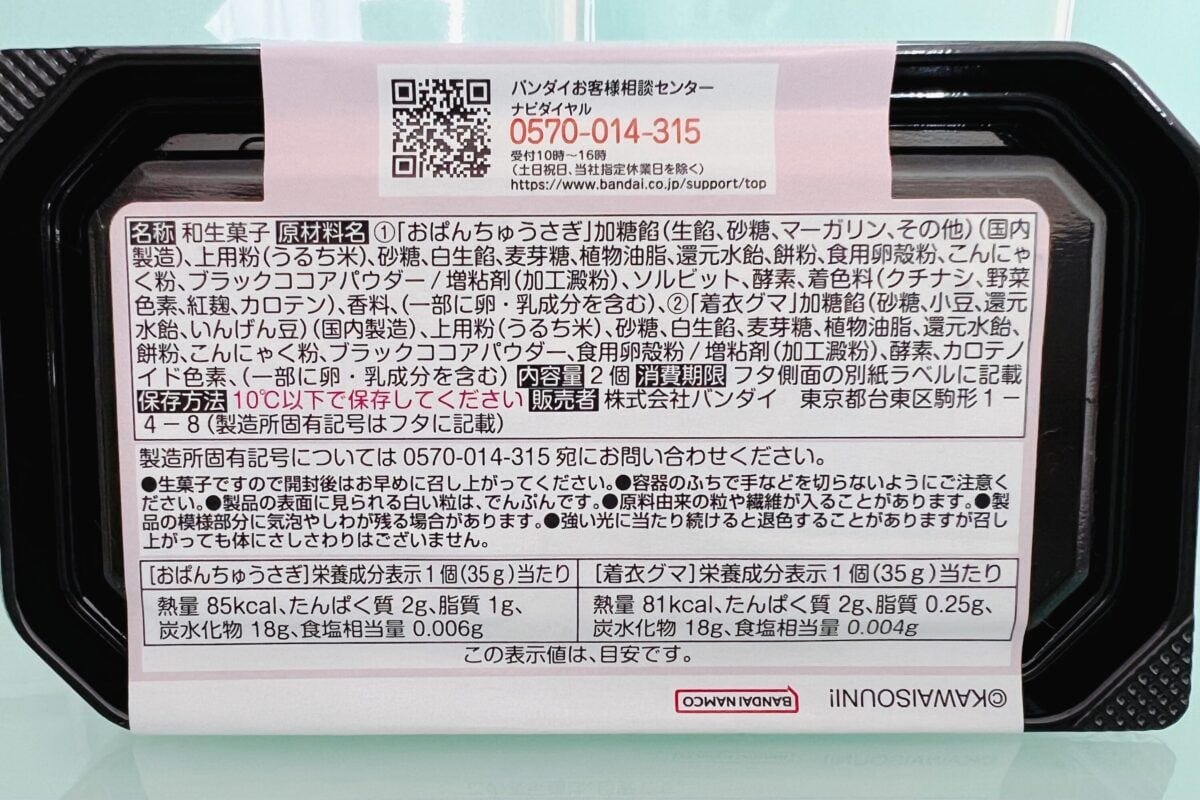 バンダイお客様相談センター
ナビダイヤル
0570-014-315
受付10時〜16時
(土日祝日、当社指定休業日を除く)
https://www.bandai.co.jp/support/top
名称 和生菓子 原材料名 ①「おぱんちゅうさぎ」加糖餡(生餡、砂糖、マーガリン、その他)(国内
製造)、上用粉(うるち米)、砂糖、白生餡、麦芽糖、植物油脂、還元水飴、餅粉、食用卵殻粉、こんにゃ
く粉、ブラックココアパウダー/増粘剤(加工澱粉)、ソルビット、酵素、着色料(クチナシ、野菜
色素、紅麹、カロテン)、香料、(一部に卵・乳成分を含む)、②「着衣グマ」加糖餡(砂糖、小豆、還元
水飴、いんげん豆)(国内製造)、上用粉(うるち米)、砂糖、白生餡、麦芽糖、植物油脂、還元水飴、
餅粉、こんにゃく粉、ブラックココアパウダー、食用卵殻粉/増粘剤(加工澱粉)、酵素、カロテノ
イド色素、(一部に卵・乳成分を含む) 内容量 2個 消費期限 フタ側面の別紙ラベルに記載
保存方法 10℃以下で保存してください 販売者 株式会社バンダイ 東京都台東区駒形1−
4−8(製造所固有記号はフタに記載)
製造所固有記号については 0570-014-315 宛にお問い合わせください。
●生菓子ですので開封後はお早めに召し上がってください。●容器のふちで手などを切らないようにご注意く
ださい。●製品の表面に見られる白い粒は、でんぷんです。●原料由来の粒や繊維が入ることがあります。●製
品の模様部分に気泡やしわが残る場合があります。●強い光に当たり続けると退色することがありますが召し
上がっても体にさしさわりはございません。
[おぱんちゅうさぎ]栄養成分表示1個(35g)当たり
熱量 85kcal、たんぱく質 2g、脂質 1g、
炭水化物 18g、食塩相当量 0.006g
[着衣グマ]栄養成分表示1個(35g)当たり
熱量 81kcal、たんぱく質 2g、脂質 0.25g、
炭水化物 18g、食塩相当量 0.004g
この表示値は、目安です。
©KAWAISOUNI!
BANDAI NAMCO